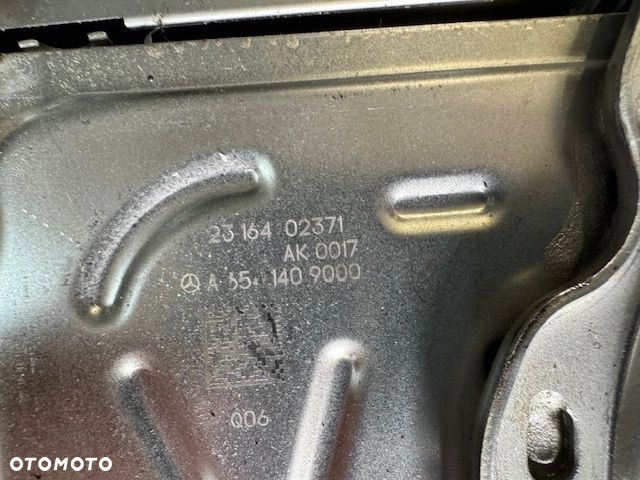 23 164 02371
AK 0017
A 140 9000
Q06
OTOMOTO